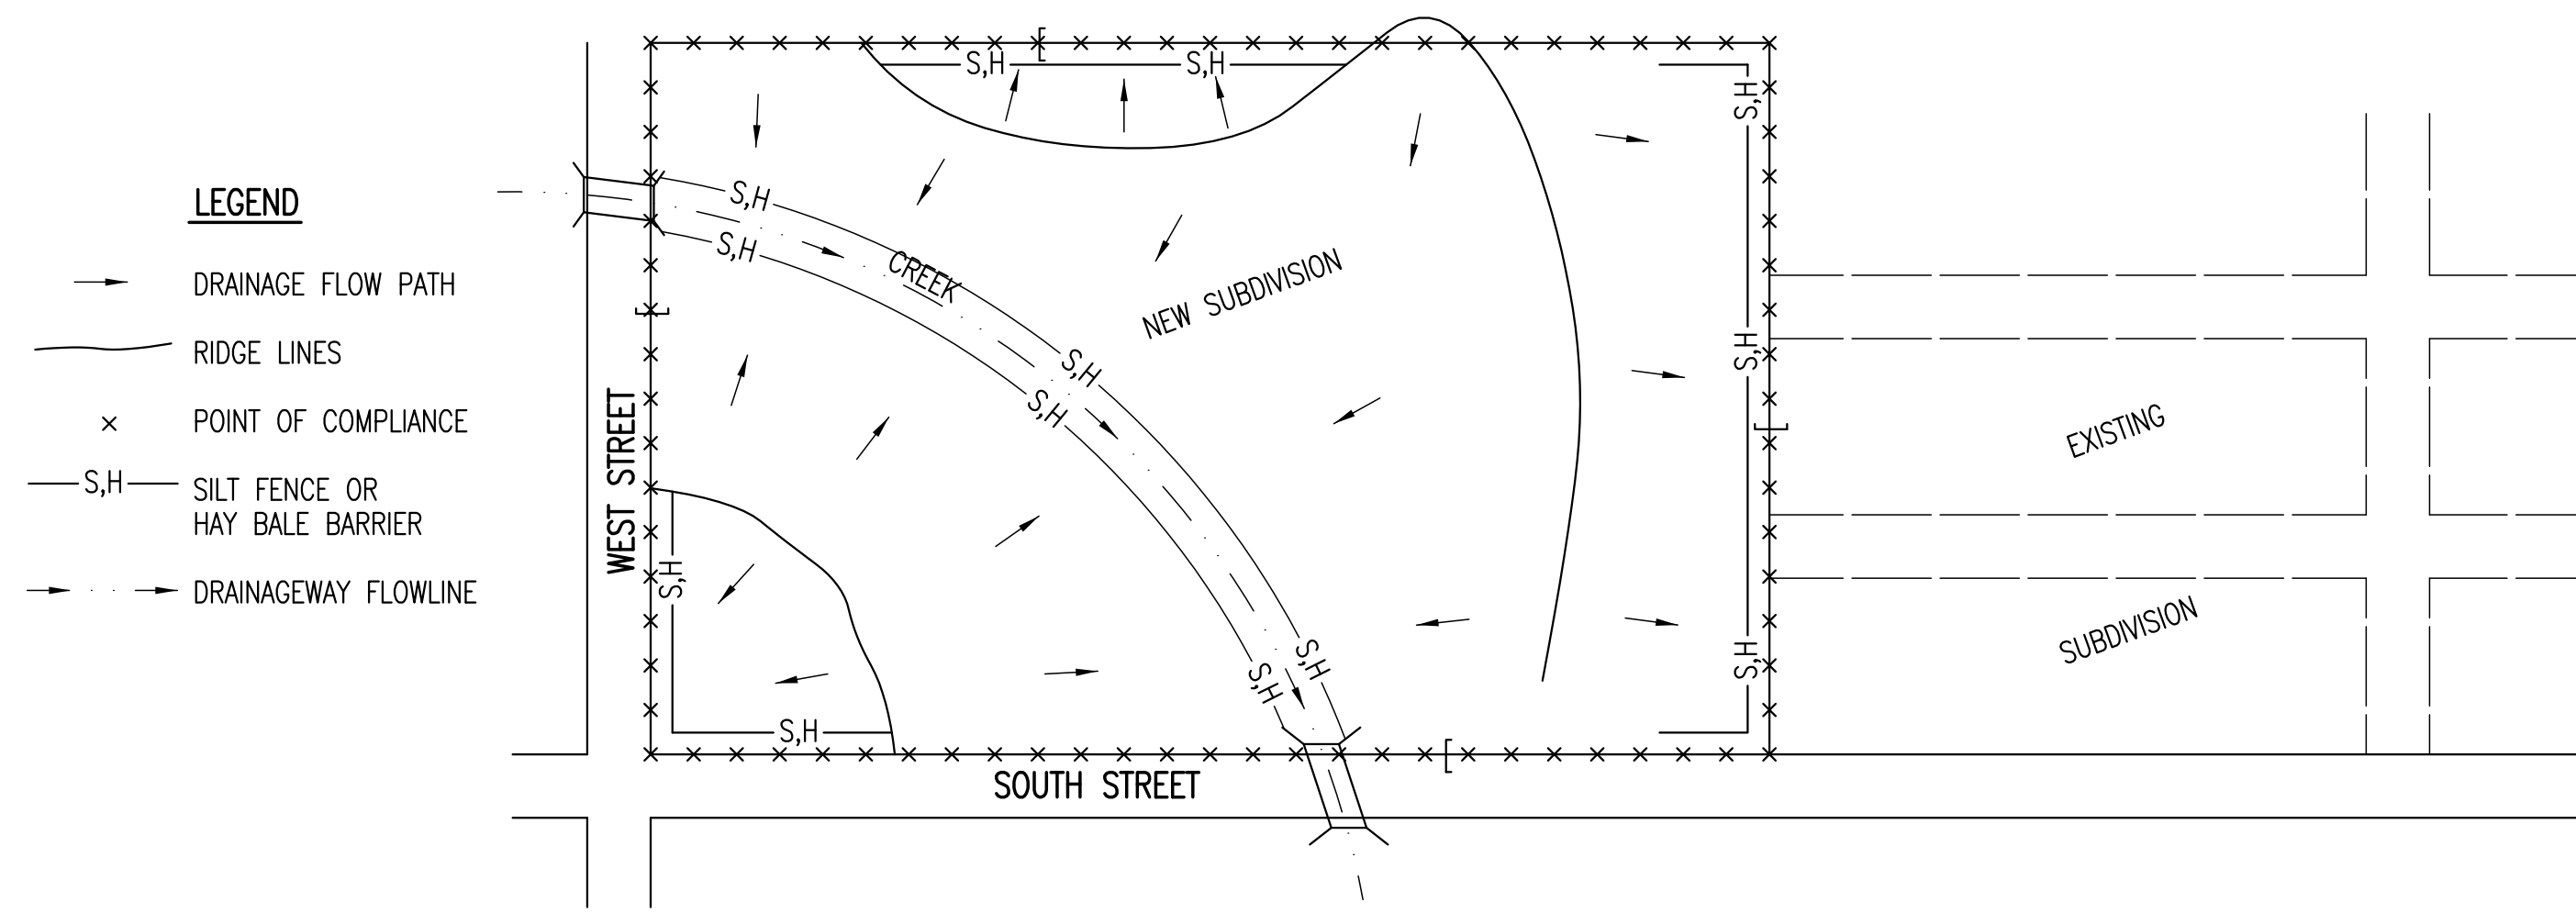 LEGEND
DRAINAGE FLOW PATH
RIDGE LINES
POINT OF COMPLIANCE
S,H
SILT FENCE OR
HAY BALE BARRIER
DRAINAGEWAY FLOWLINE
S,H
S,H
S,H
S,H
S,H
CREEK
NEW SUBDIVISION
S,H
S,H
S,H
WEST STREET
EXISTING
S,H
SUBDIVISION
S,H
S,H
S,H
S,H
SOUTH STREET